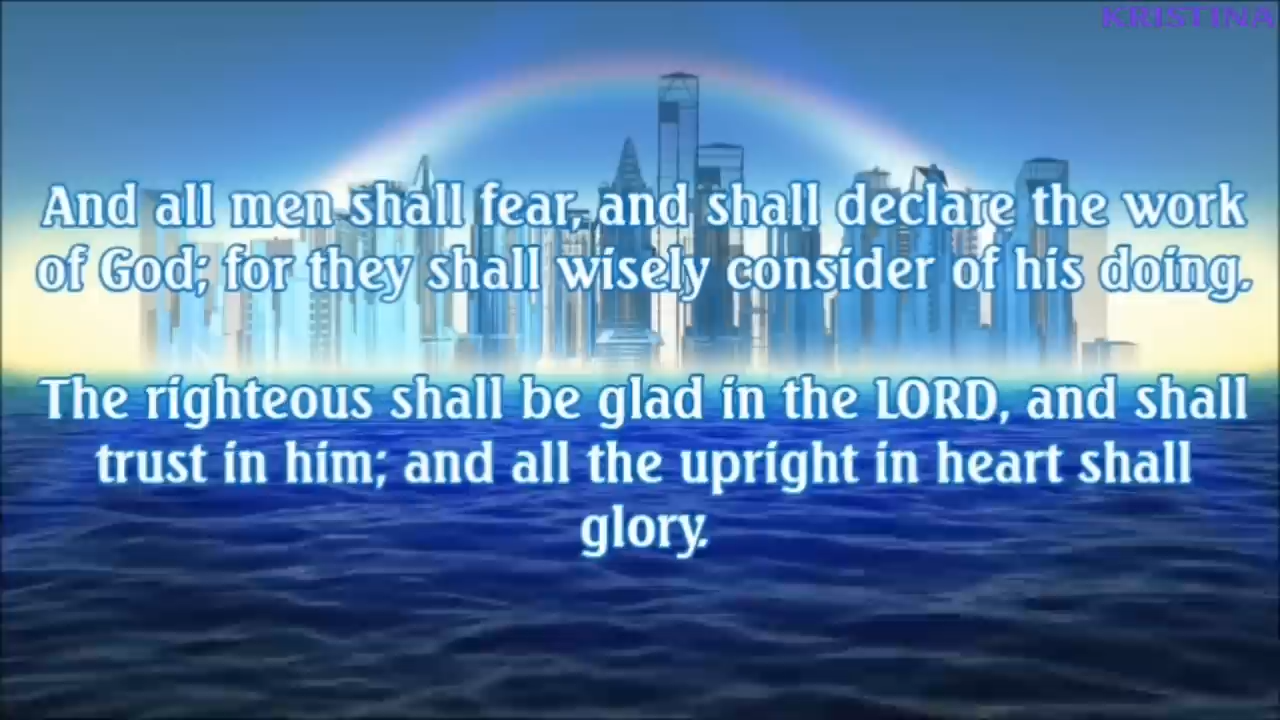 KRISTINA
And all men shall fear, and shall declare the work
of God; for they shall wisely consider of his doing.
The righteous shall be glad in the LORD, and shall
trust in him; and all the upright in heart shall
glory.